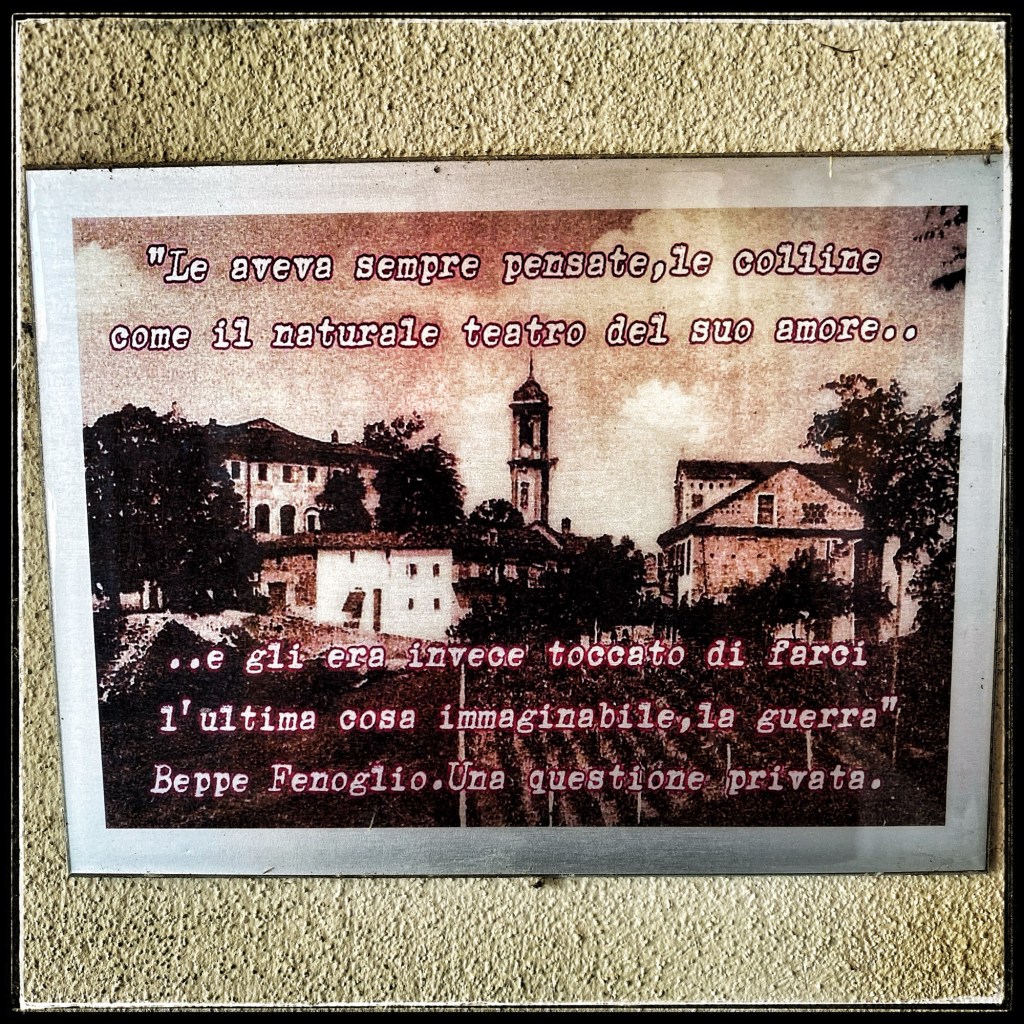 "Le aveva sempre pensate,le colline
come il naturale teatro del suo amore..
..e gli era invece toccato di farci
l'ultima cosa immaginabile,la guerra"
Beppe Fenoglio.Una questione privata.